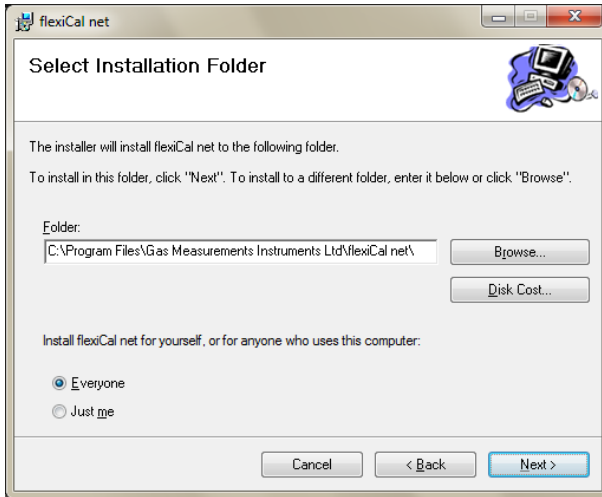 flexiCal net
Select Installation Folder
The installer will install flexiCal net to the following folder.
To install in this folder, click "Next". To install to a different folder, enter it below or click "Browse".
Folder:
C:\Program Files\Gas Measurements Instruments Ltd\flexiCal net\
Browse...
Disk Cost...
Install flexiCal net for yourself, or for anyone who uses this computer:
Everyone
Just me
Cancel
< Back
Next >